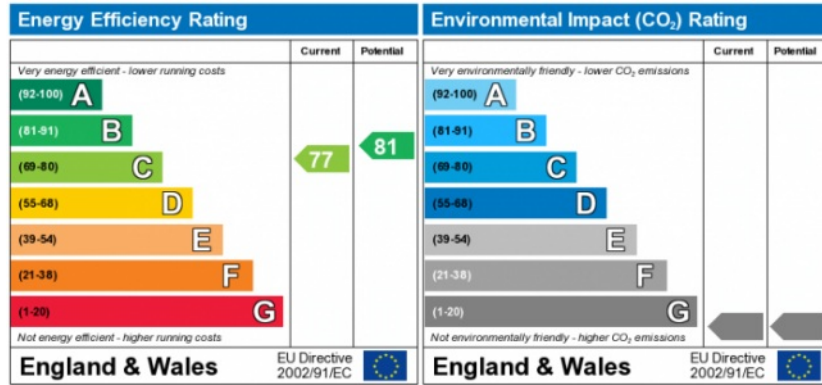 Energy Efficiency Rating
Current Potential
Very energy efficient - lower running costs
(92-100) A
(81-91) B
(69-80) C
(55-68) D
(39-54) E
(21-38) F
(1-20) G
77
81
Not energy efficient - higher running costs
England & Wales
EU Directive
2002/91/EC
Environmental Impact (CO₂) Rating
Current Potential
Very environmentally friendly - lower CO₂ emissions
(92-100) A
(81-91) B
(69-80) C
(55-68) D
(39-54) E
(21-38) F
(1-20) G
Not environmentally friendly - higher CO₂ emissions
England & Wales
EU Directive
2002/91/EC